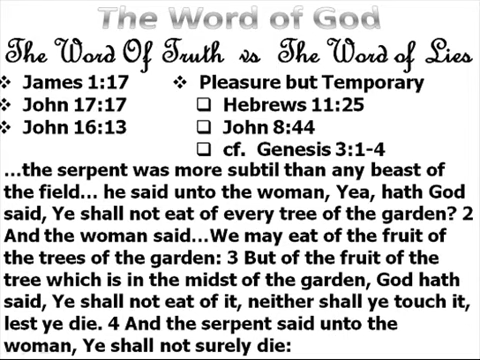 The Word of God
The Word Of Truth vs The Word of Lies
❖ James 1:17
❖ John 17:17
❖ John 16:13
❖ Pleasure but Temporary
❑ Hebrews 11:25
❑ John 8:44
❑ cf. Genesis 3:1-4
...the serpent was more subtil than any beast of
the field... he said unto the woman, Yea, hath God
said, Ye shall not eat of every tree of the garden? 2
And the woman said...We may eat of the fruit of
the trees of the garden: 3 But of the fruit of the
tree which is in the midst of the garden, God hath
said, Ye shall not eat of it, neither shall ye touch it,
lest ye die. 4 And the serpent said unto the
woman, Ye shall not surely die: